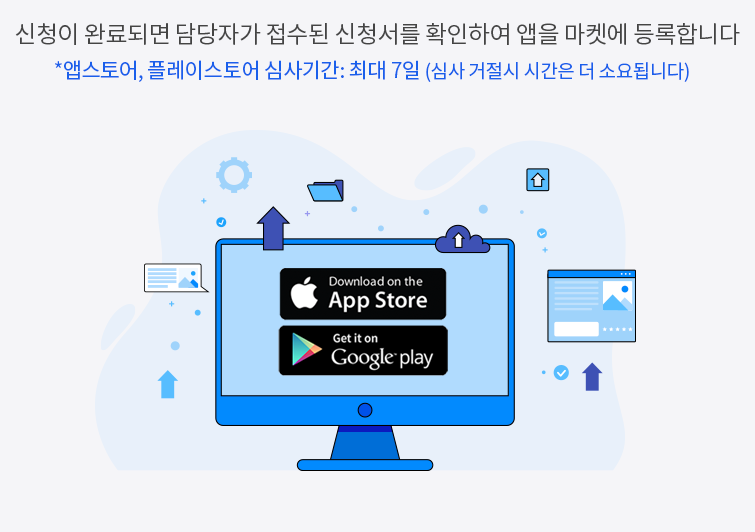 신청이 완료되면 담당자가 접수된 신청서를 확인하여 앱을 마켓에 등록합니다
*앱스토어, 플레이스토어 심사기간: 최대 7일 (심사 거절시 시간은 더 소요됩니다)
Download on the
App Store
Get it on
Google play